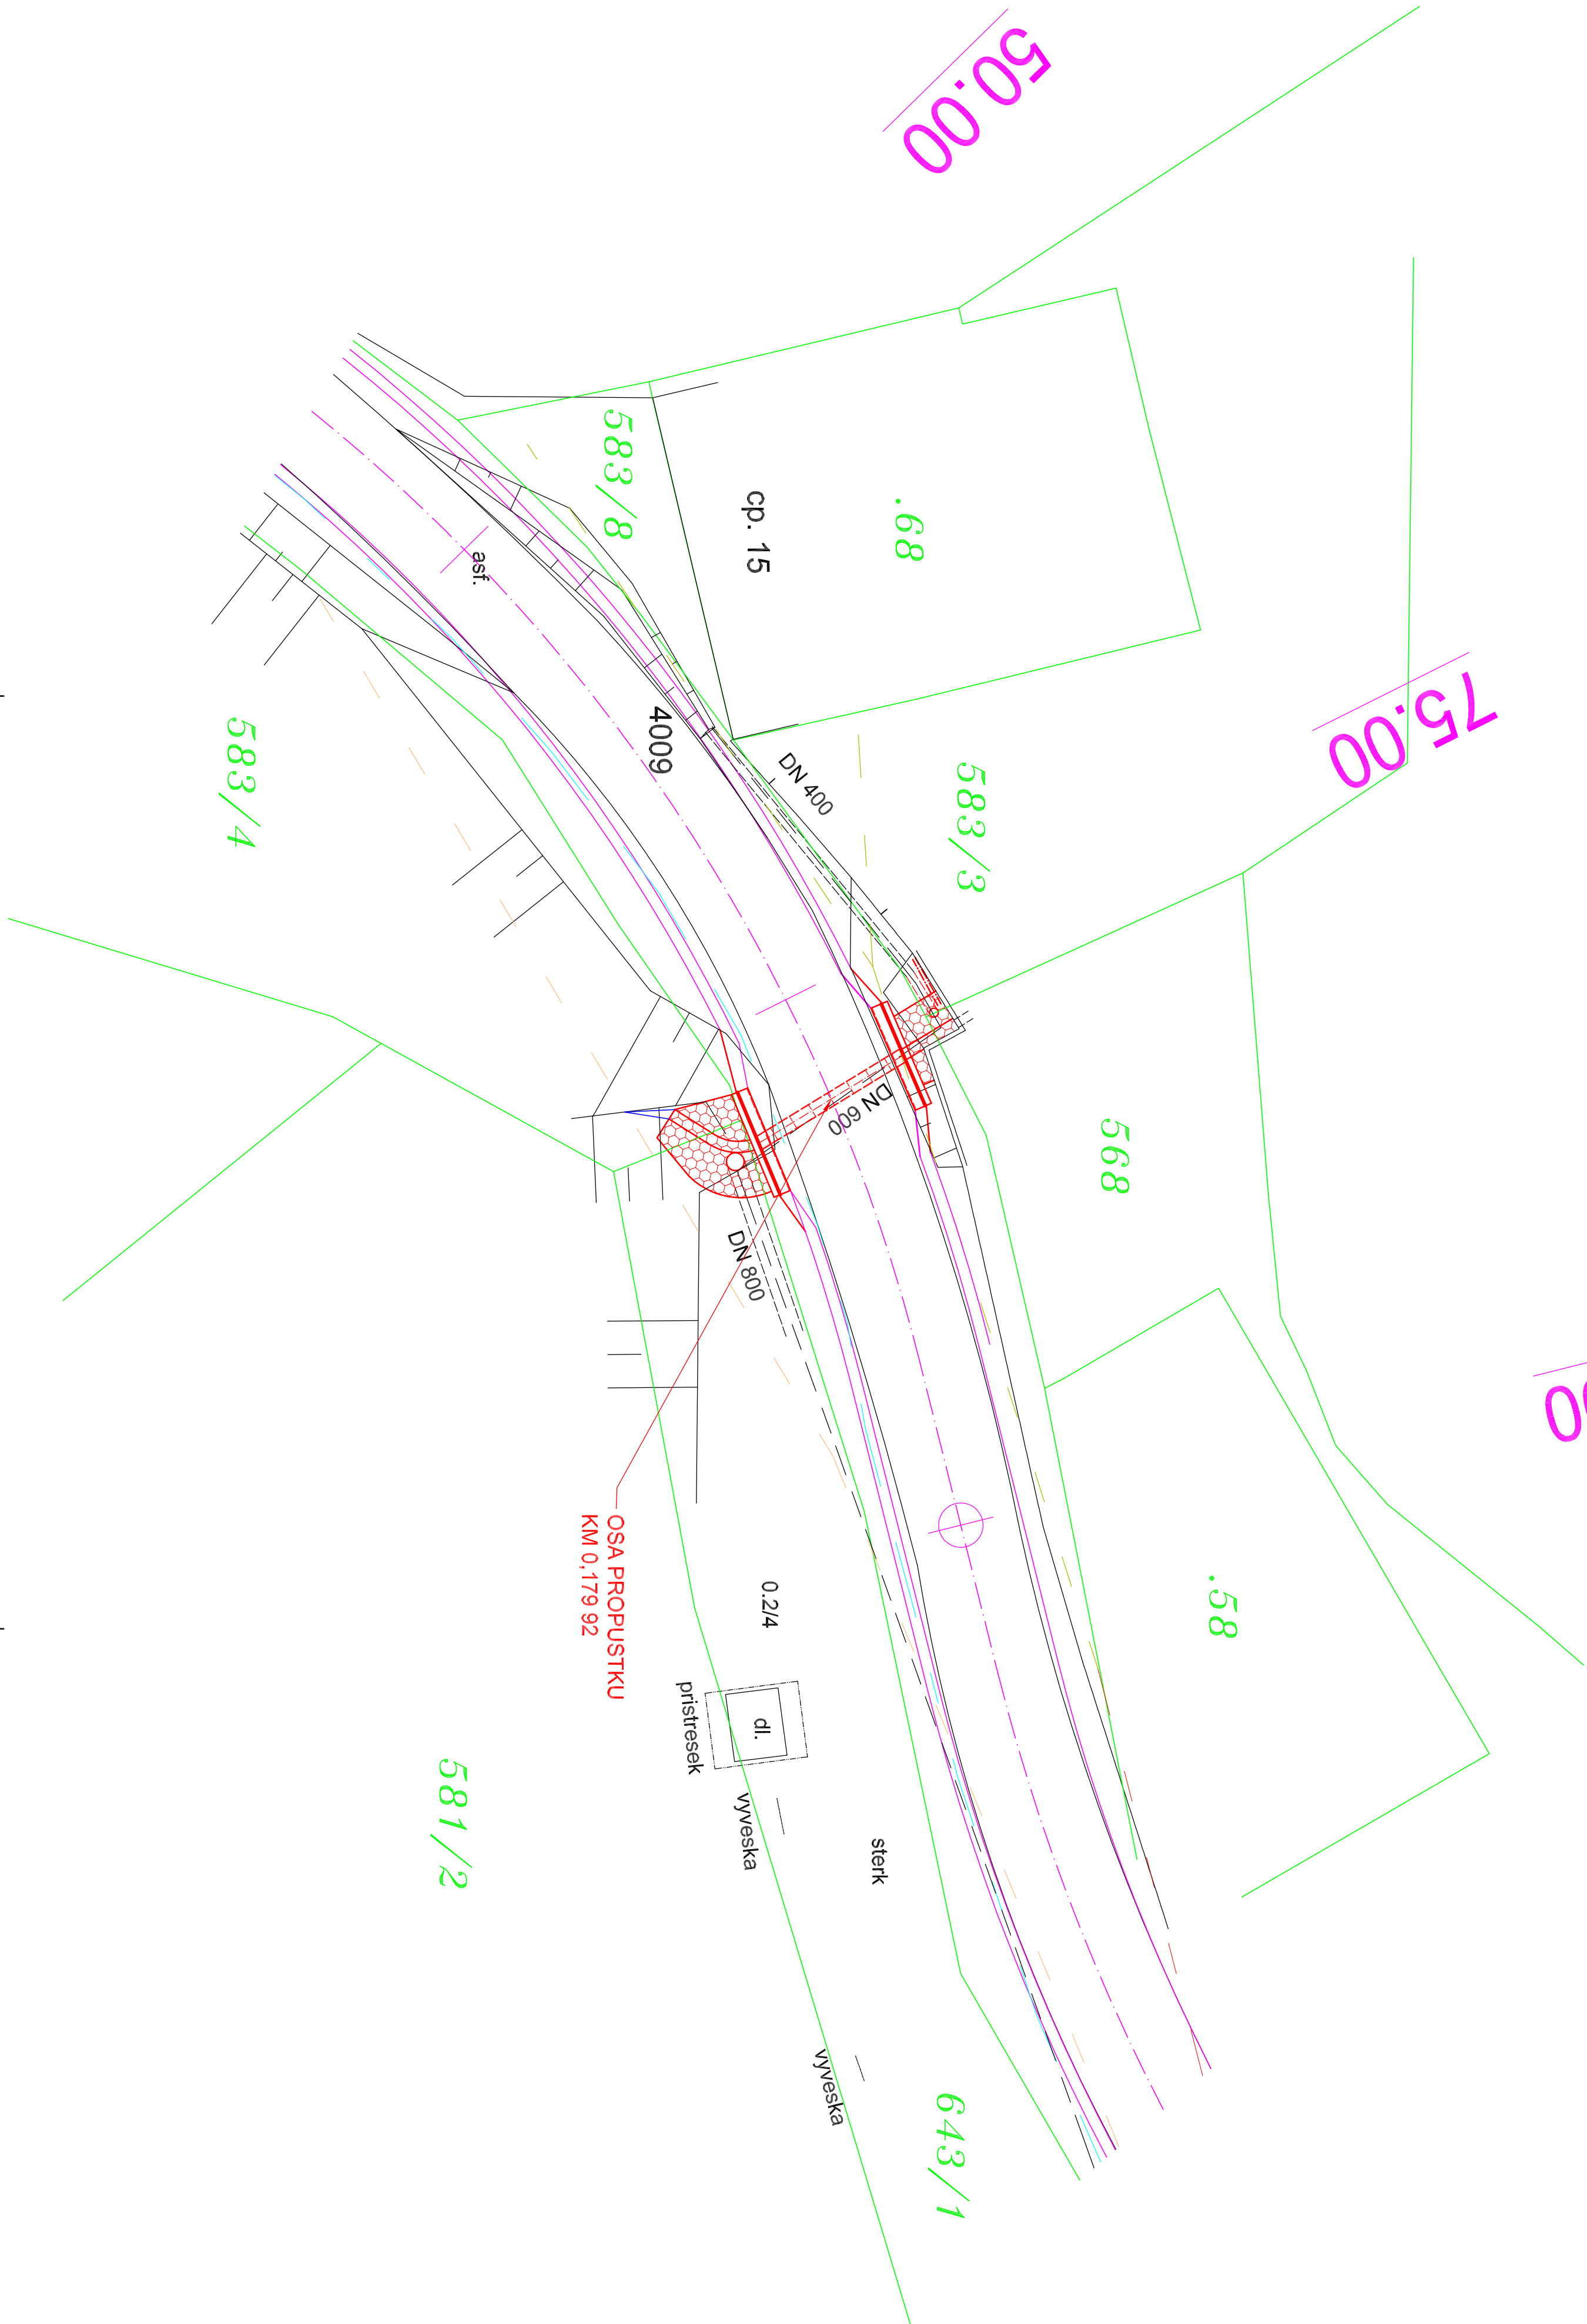 50.00
75.00
583/8
cp. 15
.68
asf.
4009
583/4
DN 400
583/3
DN 600
568
DN 800
OSA PROPUSTKU
KM 0,179 92
0.2/4
.58
dl.
pristresek
vyveska
sterk
581/2
vyveska
643/1